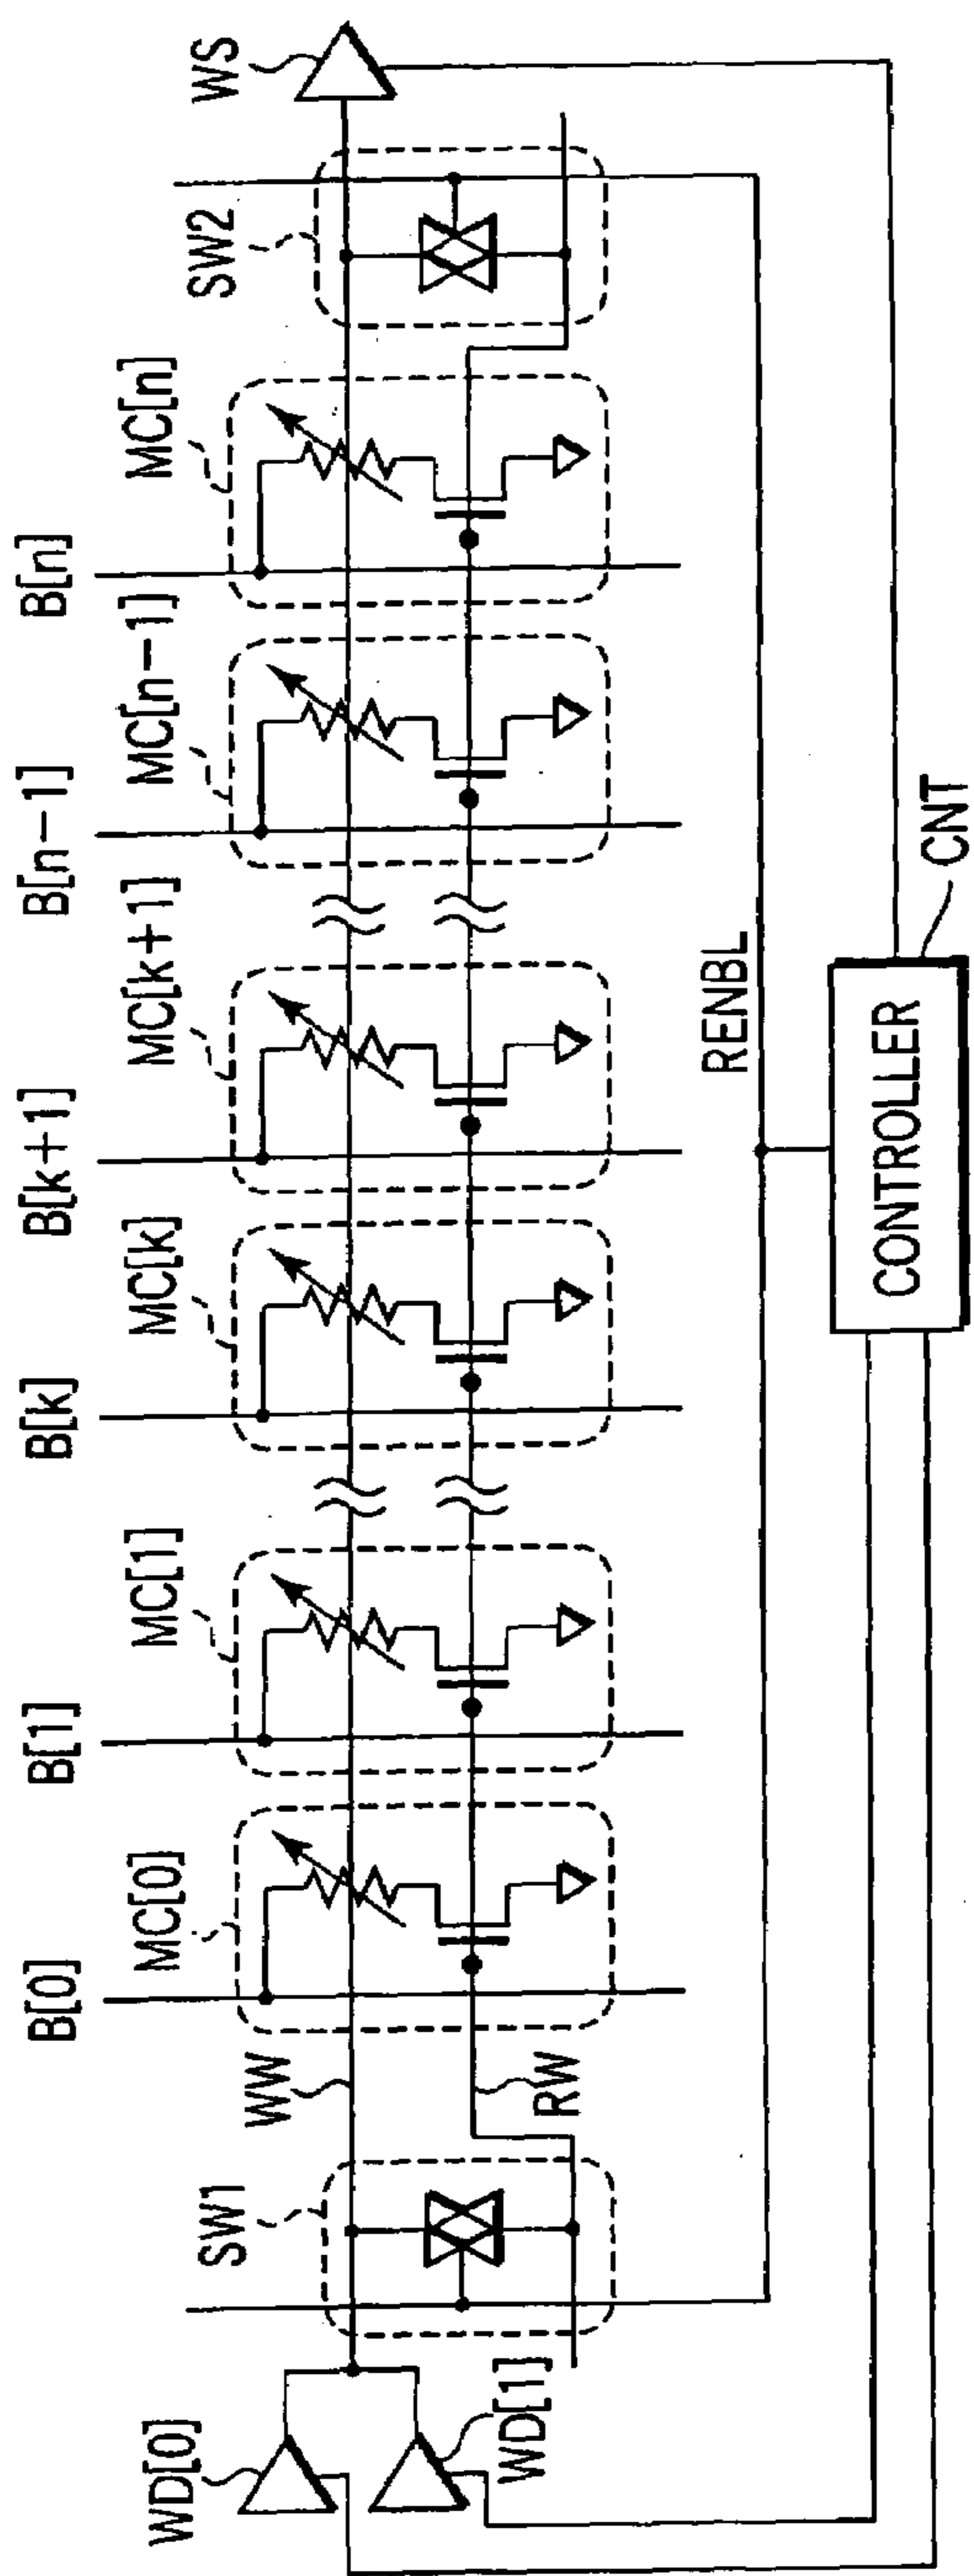 B[0]
B[1]
B[k]
B[k+1]
B[n-1]
B[n]
MC[0]
MC[1]
MC[k]
MC[k+1]
MC[n-1]
MC[n]
SW1
SW2
WS
WW
RW
WD[0]
WD[1]
RENBL
CONTROLLER
CNT